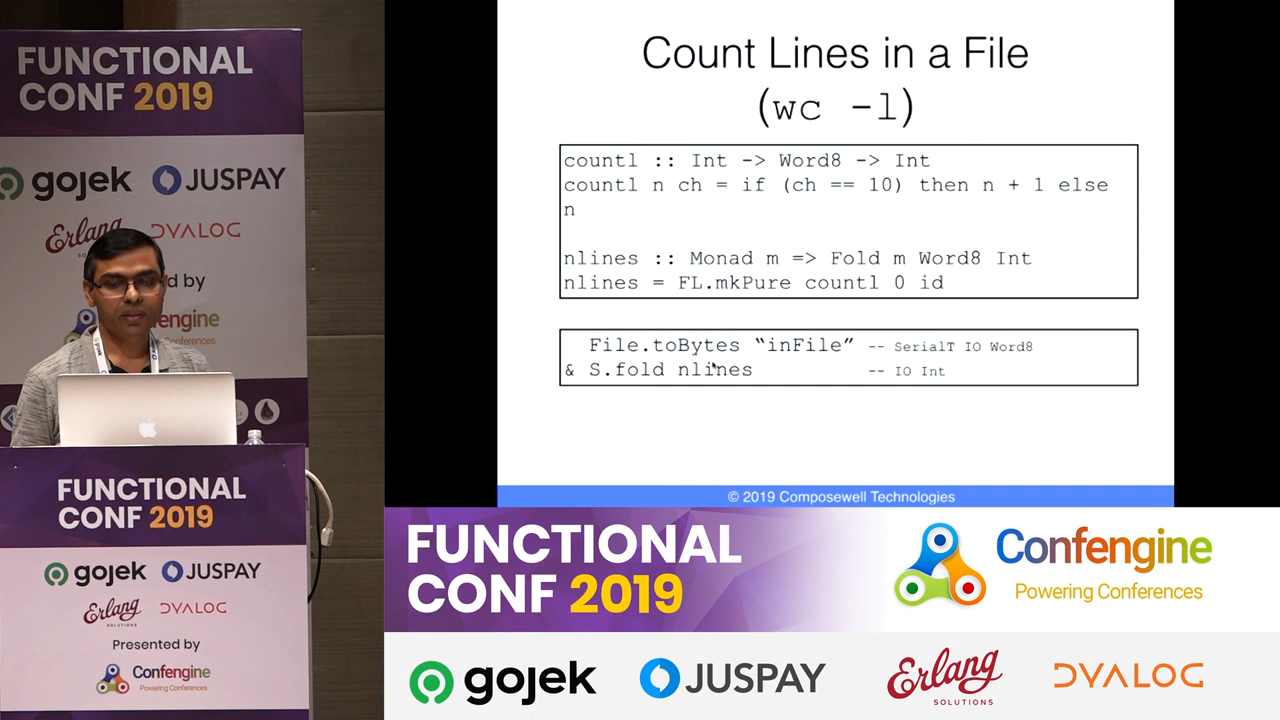 FUNCTIONAL
CONF 2019
gojek JUSPAY
Erlang DYALOG
d by
engine
Conferences
FUNCTIONAL
CONF 2019
gojek JUSPAY
Erlang DYALOG
SOLUTIONS
Presented by
Confengine
Powering Conferences
Count Lines in a File
(wc -l)
countl :: Int -> Word8 -> Int
countl n ch = if (ch == 10) then n + 1 else
n
nlines :: Monad m => Fold m Word8 Int
nlines = FL.mkPure countl 0 id
File.toBytes “inFile” -- SerialT IO Word8
& S.fold nlines -- IO Int
© 2019 Composewell Technologies
FUNCTIONAL
CONF 2019
Confengine
Powering Conferences
gojek JUSPAY Erlang DYALOG
SOLUTIONS